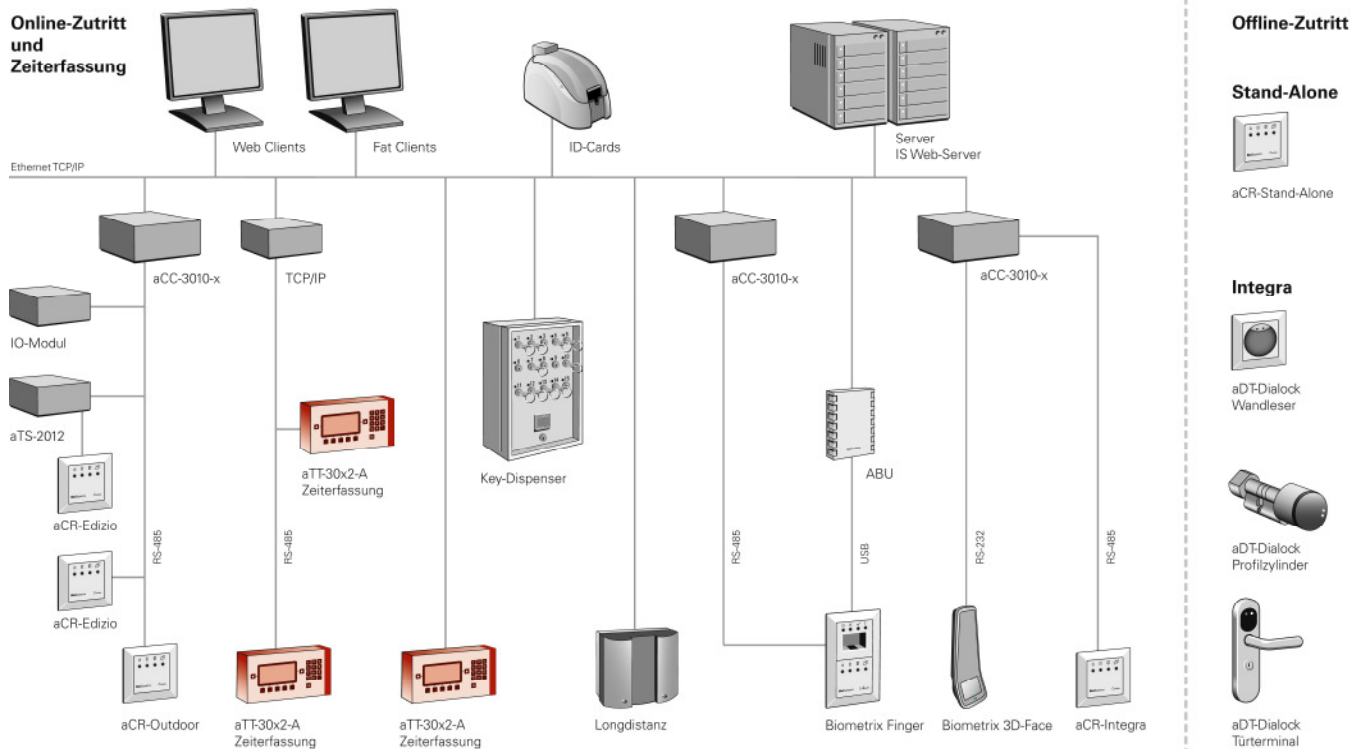 Online-Zutritt
und
Zeiterfassung
Web Clients
Fat Clients
ID-Cards
Server
IS Web-Server
Ethernet TCP/IP
aCC-3010-x
TCP/IP
aCC-3010-x
aCC-3010-x
IO-Modul
aTS-2012
aTT-30x2-A
Zeiterfassung
Key-Dispenser
ABU
aCR-Edizio
RS-485
RS-485
RS-485
USB
RS-232
RS-485
aCR-Edizio
aCR-Outdoor
aTT-30x2-A
Zeiterfassung
aTT-30x2-A
Zeiterfassung
Longdistanz
Biometrix Finger
Biometrix 3D-Face
aCR-Integra
Offline-Zutritt
Stand-Alone
aCR-Stand-Alone
Integra
aDT-Dialock
Wandleser
aDT-Dialock
Profilzylinder
aDT-Dialock
Türterminal